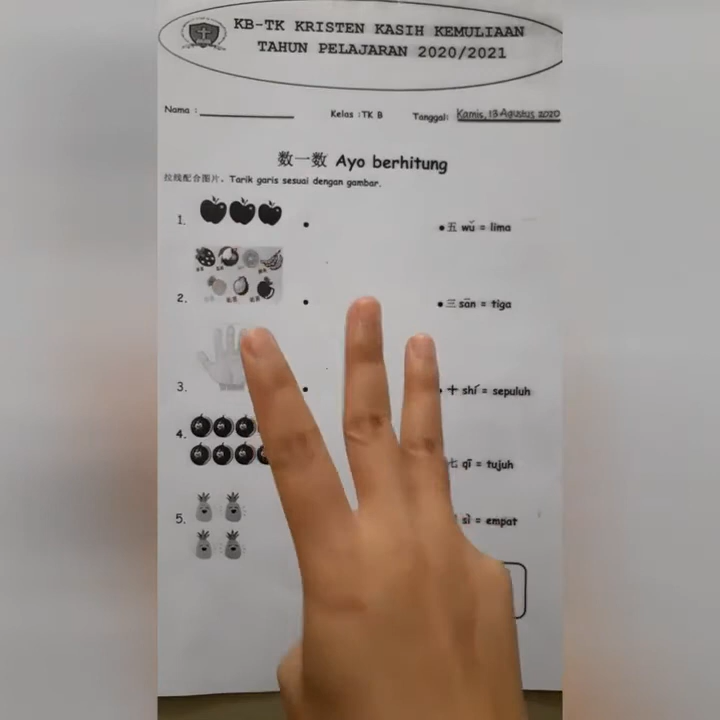 KB-TK KRISTEN KASIH KEMULIAAN
TAHUN PELAJARAN 2020/2021
Nama :
Kelas :TK B
Tanggal: Kamis, 13 Agustus 2020
数一数 Ayo berhitung
拉线配合图片. Tarik garis sesuai dengan gambar.
1.
五 wǔ = lima
2.
三 sān = tiga
3.
十 shí = sepuluh
4.
七 qī = tujuh
5.
sì = empat